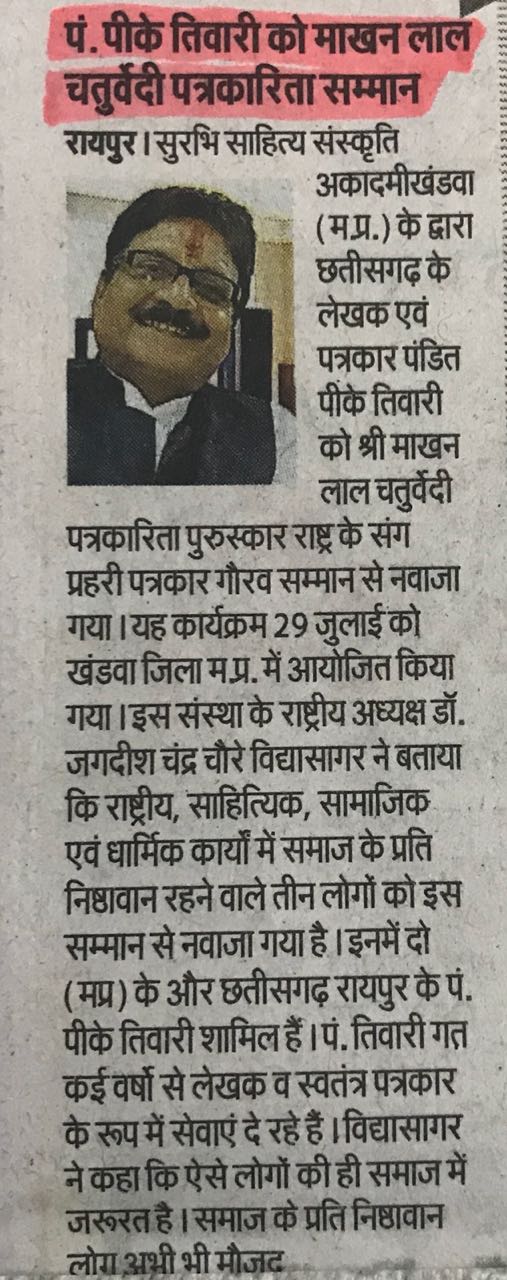 पं. पीके तिवारी को माखन लाल
चतुर्वेदी पत्रकारिता सम्मान
रायपुर। सुरभि साहित्य संस्कृति
अकादमीखंडवा
(म.प्र.) के द्वारा
छतीसगढ़ के
लेखक एवं
पत्रकार पंडित
पीके तिवारी
को श्री माखन
लाल चतुर्वेदी
पत्रकारिता पुरुस्कार राष्ट्र के संग
प्रहरी पत्रकार गौरव सम्मान से नवाजा
गया। यह कार्यक्रम 29 जुलाई को
खंडवा जिला म.प्र. में आयोजित किया
गया। इस संस्था के राष्ट्रीय अध्यक्ष डॉ.
जगदीश चंद्र चौरे विद्यासागर ने बताया
कि राष्ट्रीय, साहित्यिक, सामाजिक
एवं धार्मिक कार्यों में समाज के प्रति
निष्ठावान रहने वाले तीन लोगों को इस
सम्मान से नवाजा गया है। इनमें दो
(मप्र) के और छतीसगढ़ रायपुर के पं.
पीके तिवारी शामिल हैं। पं. तिवारी गत
कई वर्षो से लेखक व स्वतंत्र पत्रकार
के रूप में सेवाएं दे रहे हैं। विद्यासागर
ने कहा कि ऐसे लोगों की ही समाज में
जरूरत है। समाज के प्रति निष्ठावान
लोग अभी भी मौजूद